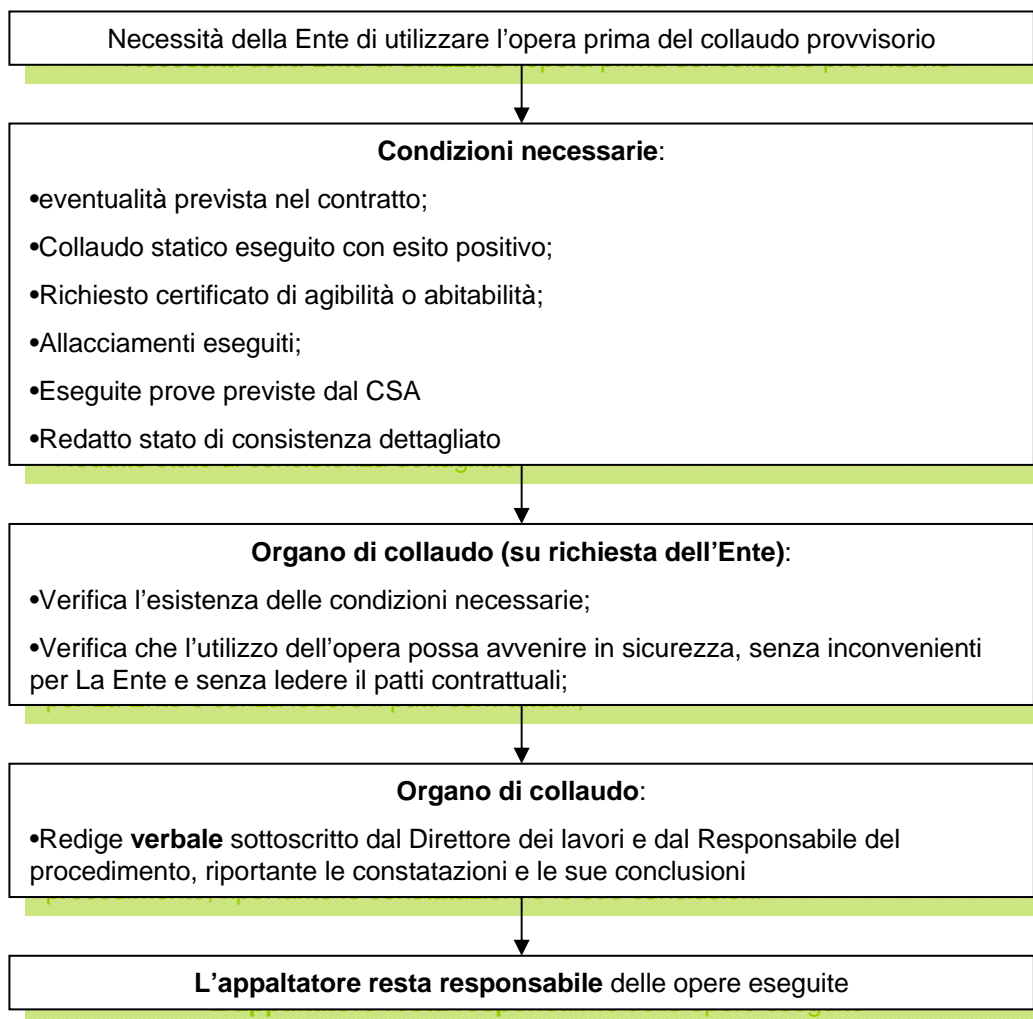 Necessità della Ente di utilizzare l’opera prima del collaudo provvisorio
Condizioni necessarie:
•eventualità prevista nel contratto;
•Collaudo statico eseguito con esito positivo;
•Richiesto certificato di agibilità o abitabilità;
•Allacciamenti eseguiti;
•Eseguite prove previste dal CSA
•Redatto stato di consistenza dettagliato
Organo di collaudo (su richiesta dell’Ente):
•Verifica l’esistenza delle condizioni necessarie;
•Verifica che l’utilizzo dell’opera possa avvenire in sicurezza, senza inconvenienti
per La Ente e senza ledere il patti contrattuali;
Organo di collaudo:
•Redige verbale sottoscritto dal Direttore dei lavori e dal Responsabile del
procedimento, riportante le constatazioni e le sue conclusioni
L’appaltatore resta responsabile delle opere eseguite